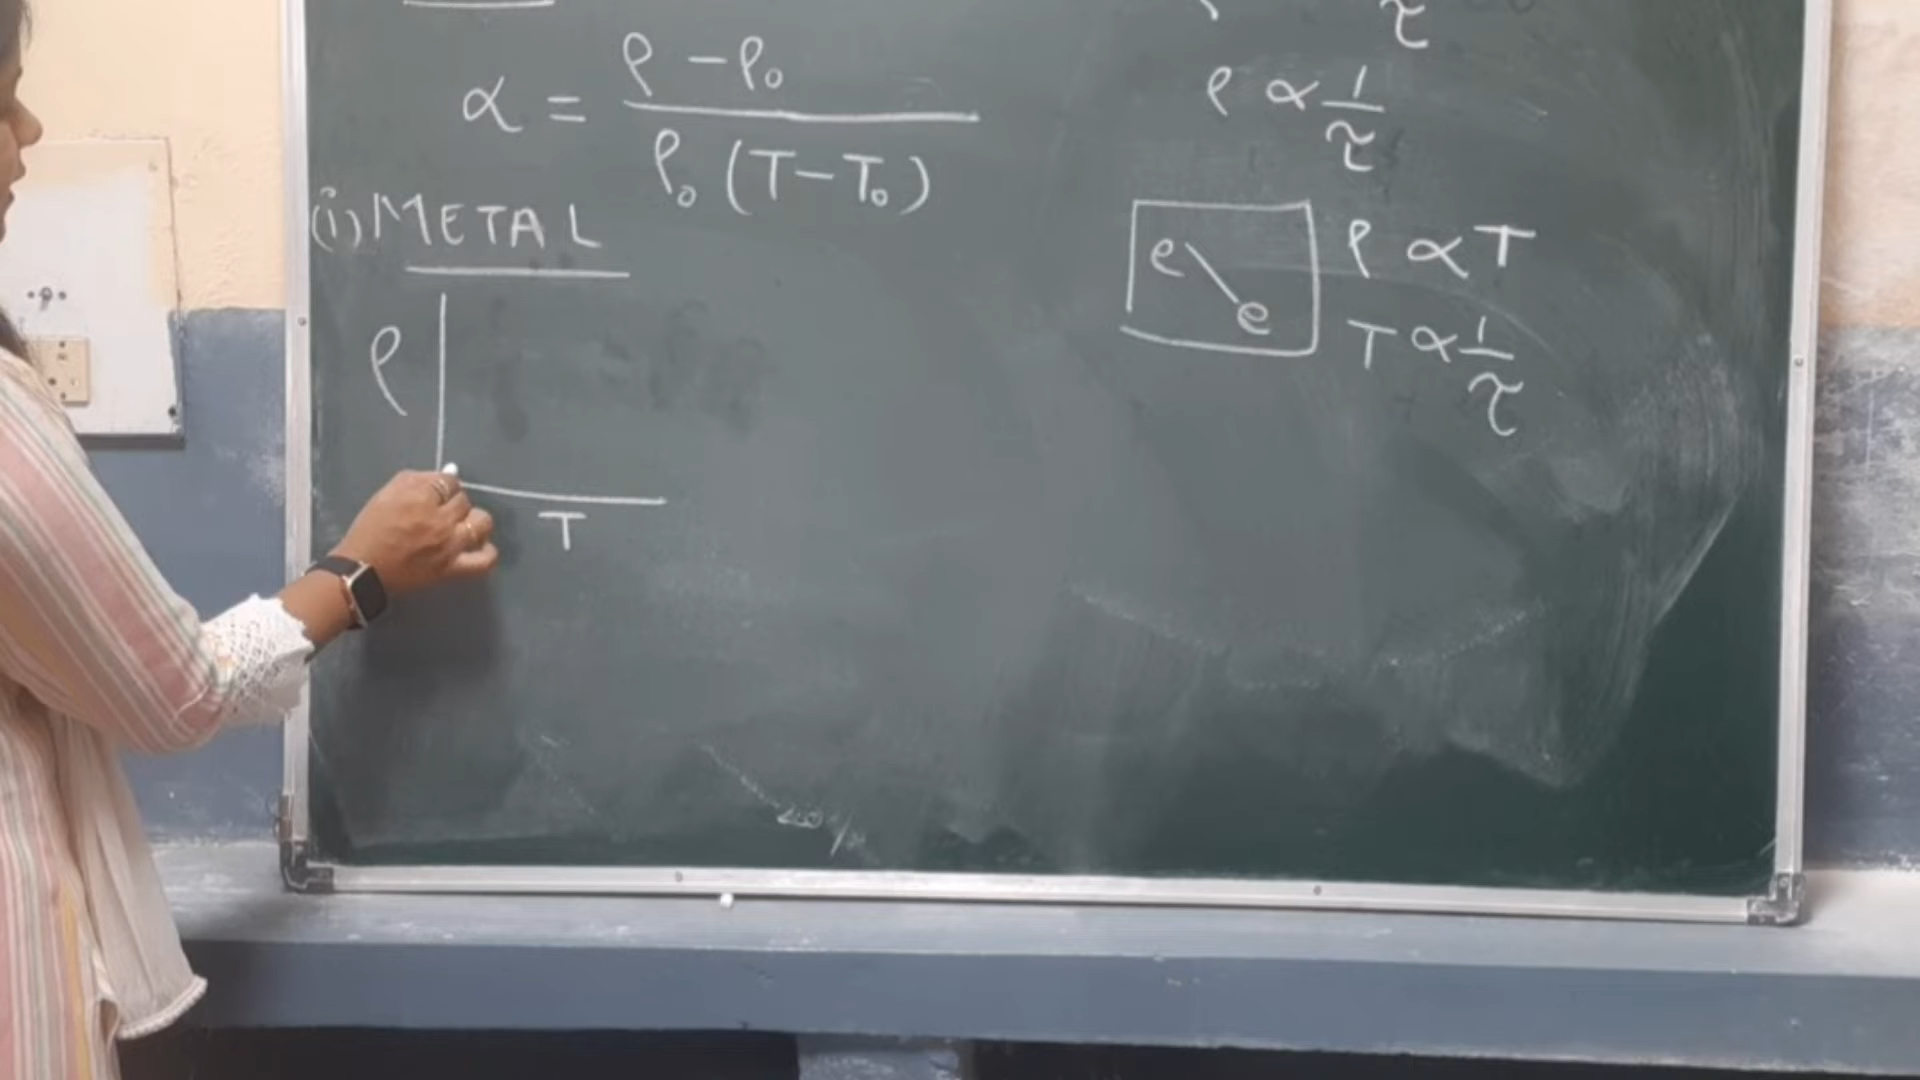 α = ρ - ρ₀ / ρ₀ (T - T₀)
(i) METAL
ρ
T
τ
ρ ∝ 1/τ
e e
ρ ∝ T
T ∝ 1/τ